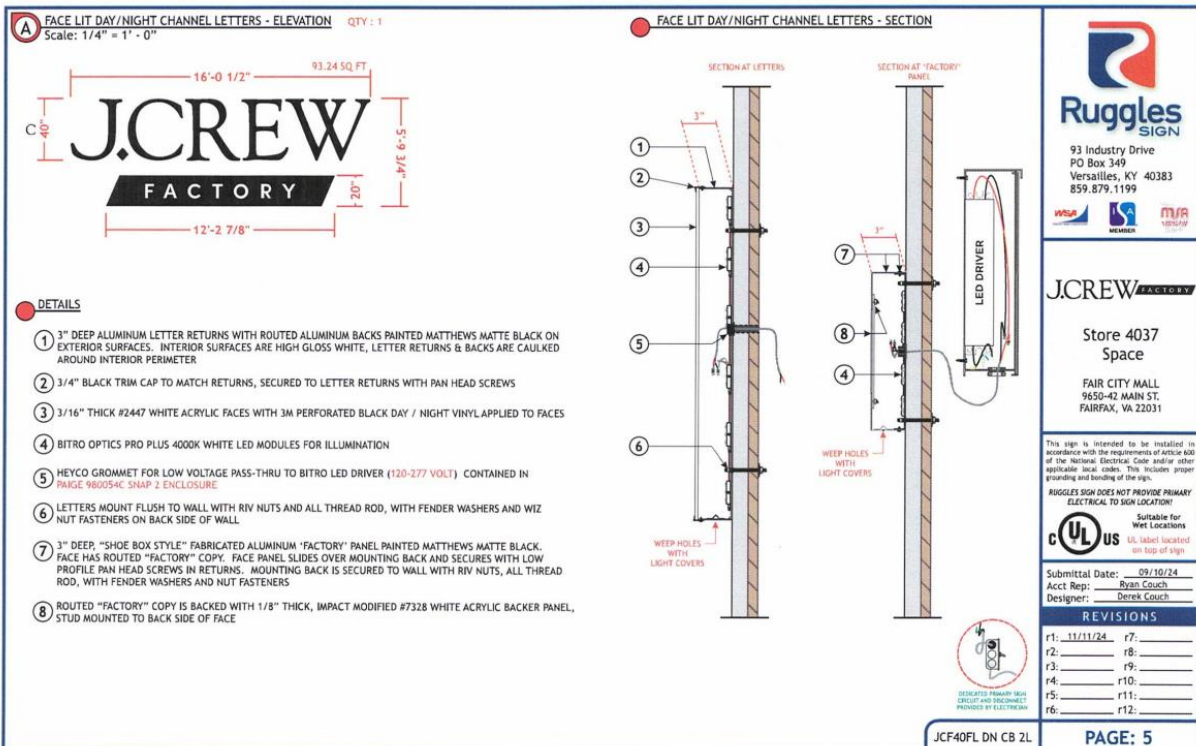 A
FACE LIT DAY/NIGHT CHANNEL LETTERS - ELEVATION
QTY : 1
Scale: 1/4" = 1' - 0"
93.24 SQ FT
16'-0 1/2"
C 40"
J.CREW
FACTORY
5'-9 3/4"
20"
12'-2 7/8"
DETAILS
1 3" DEEP ALUMINUM LETTER RETURNS WITH ROUTED ALUMINUM BACKS PAINTED MATTHEWS MATTE BLACK ON
EXTERIOR SURFACES. INTERIOR SURFACES ARE HIGH GLOSS WHITE, LETTER RETURNS & BACKS ARE CAULKED
AROUND INTERIOR PERIMETER
2 3/4" BLACK TRIM CAP TO MATCH RETURNS, SECURED TO LETTER RETURNS WITH PAN HEAD SCREWS
3 3/16" THICK #2447 WHITE ACRYLIC FACES WITH 3M PERFORATED BLACK DAY / NIGHT VINYL APPLIED TO FACES
4 BITRO OPTICS PRO PLUS 4000K WHITE LED MODULES FOR ILLUMINATION
5 HEYCO GROMMET FOR LOW VOLTAGE PASS-THRU TO BITRO LED DRIVER (120-277 VOLT) CONTAINED IN
PAIGE 980054C SNAP 2 ENCLOSURE
6 LETTERS MOUNT FLUSH TO WALL WITH RIV NUTS AND ALL THREAD ROD, WITH FENDER WASHERS AND WIZ
NUT FASTENERS ON BACK SIDE OF WALL
7 3" DEEP, "SHOE BOX STYLE" FABRICATED ALUMINUM 'FACTORY' PANEL PAINTED MATTHEWS MATTE BLACK.
FACE HAS ROUTED "FACTORY" COPY. FACE PANEL SLIDES OVER MOUNTING BACK AND SECURES WITH LOW
PROFILE PAN HEAD SCREWS IN RETURNS. MOUNTING BACK IS SECURED TO WALL WITH RIV NUTS, ALL THREAD
ROD, WITH FENDER WASHERS AND NUT FASTENERS
8 ROUTED "FACTORY" COPY IS BACKED WITH 1/8" THICK, IMPACT MODIFIED #7328 WHITE ACRYLIC BACKER PANEL,
STUD MOUNTED TO BACK SIDE OF FACE
FACE LIT DAY/NIGHT CHANNEL LETTERS - SECTION
SECTION AT LETTERS
3"
1
2
3
4
5
6
WEEP HOLES
WITH
LIGHT COVERS
SECTION AT 'FACTORY'
PANEL
3"
7
8
4
WEEP HOLES
WITH
LIGHT COVERS
LED DRIVER
DEDICATED PRIMARY SIGN
CIRCUIT AND DISCONNECT
PROVIDED BY ELECTRICIAN
JCF40FL DN CB 2L
Ruggles
SIGN
93 Industry Drive
PO Box 349
Versailles, KY 40383
859.879.1199
WSA
ISA
MEMBER
J.CREW FACTORY
Store 4037
Space
FAIR CITY MALL
9650-42 MAIN ST.
FAIRFAX, VA 22031
This sign is intended to be installed in
accordance with the requirements of Article 600
of the National Electrical Code and/or other
applicable local codes. This includes proper
grounding and bonding of the sign.
RUGGLES SIGN DOES NOT PROVIDE PRIMARY
ELECTRICAL TO SIGN LOCATION!
C UL US
Suitable for
Wet Locations
UL label located
on top of sign
Submittal Date: 09/10/24
Acct Rep: Ryan Couch
Designer: Derek Couch
REVISIONS
r1: 11/11/24 r7:
r2: r8:
r3: r9:
r4: r10:
r5: r11:
r6: r12:
PAGE: 5